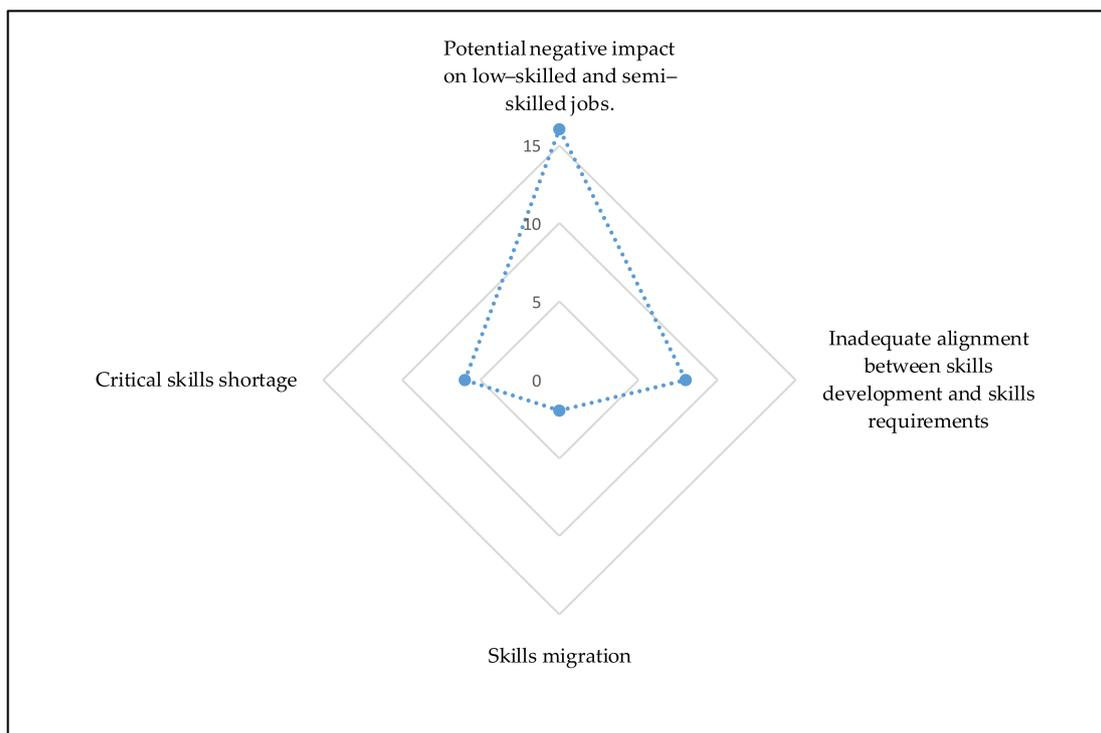 Potential negative impact
on low–skilled and semi–
skilled jobs.
15
10
5
0
Inadequate alignment
between skills
development and skills
requirements
Critical skills shortage
Skills migration